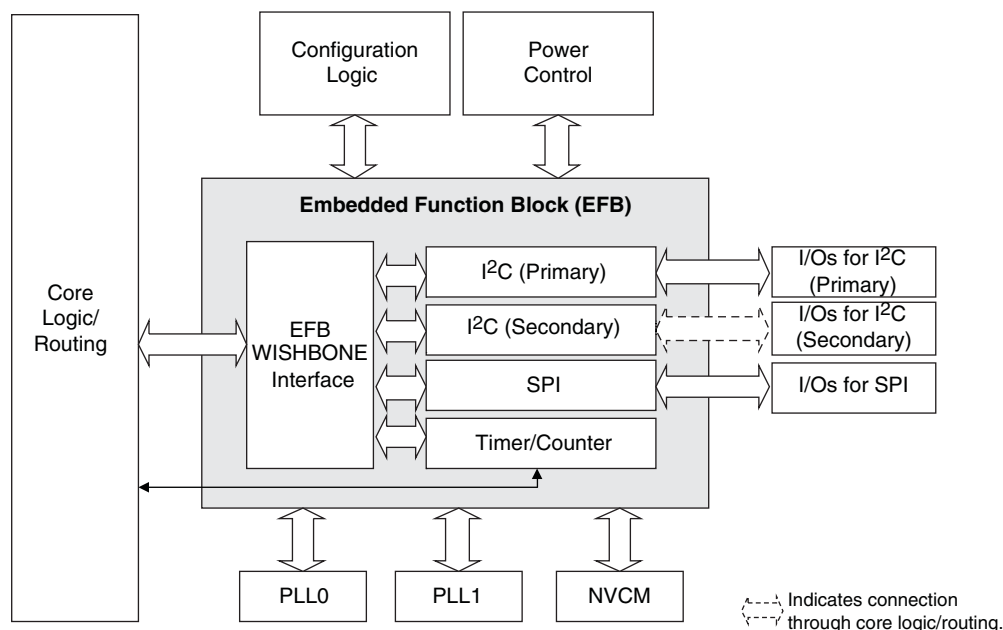 Configuration
Logic
Power
Control
Embedded Function Block (EFB)
Core
Logic/
Routing
EFB
WISHBONE
Interface
I²C (Primary)
I²C (Secondary)
SPI
Timer/Counter
I/Os for I²C
(Primary)
I/Os for I²C
(Secondary)
I/Os for SPI
PLL0
PLL1
NVCM
Indicates connection
through core logic/routing.